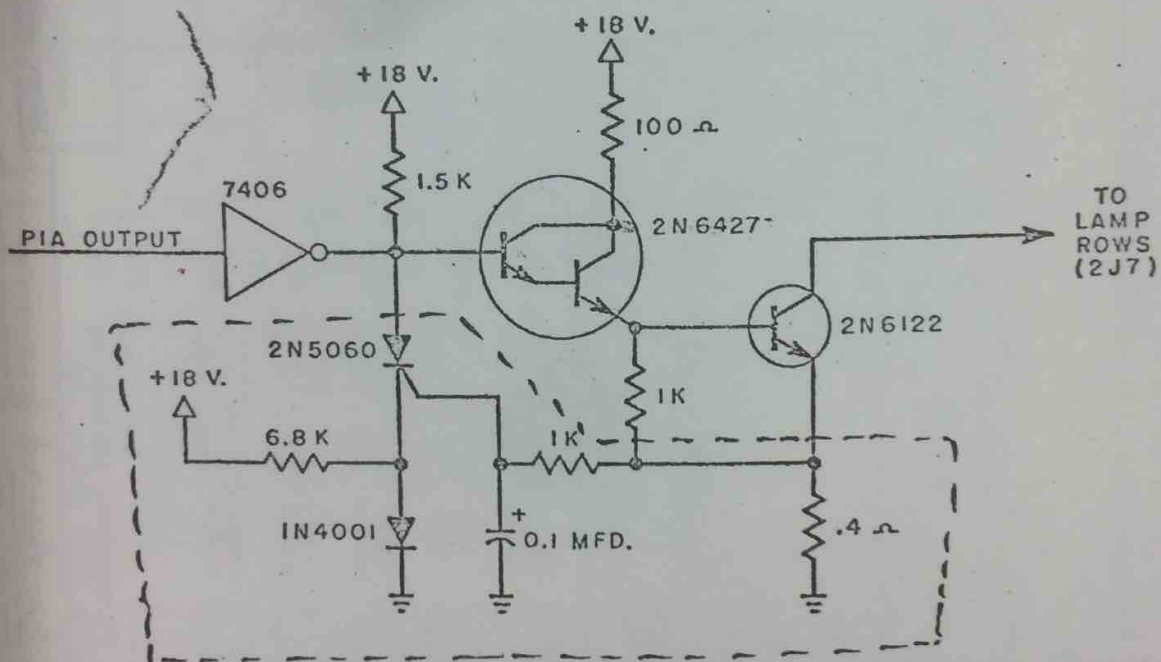 +18 V.
+18 V.
100 Ω
1.5 K
7406
PIA OUTPUT
2N6427
TO
LAMP
ROWS
(2J7)
2N6122
2N5060
+18 V.
1K
6.8 K
1K
1N4001
+
0.1 MFD.
.4 Ω